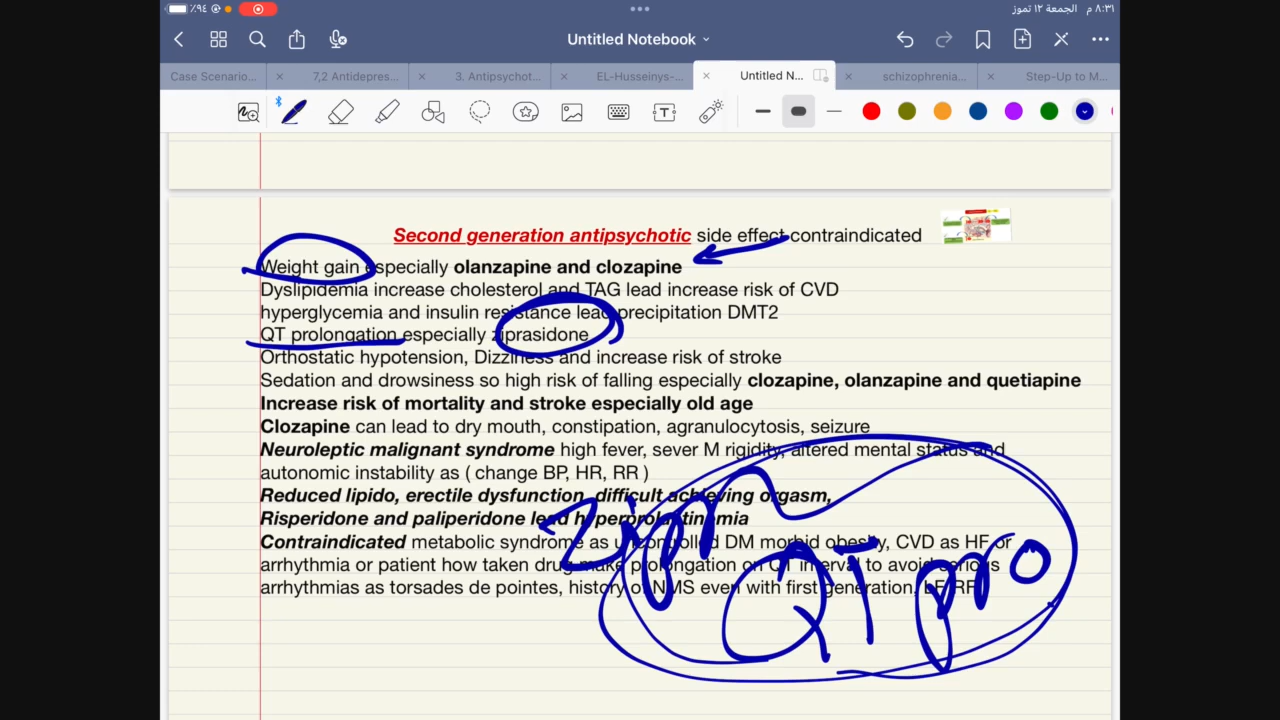 ٪٩٤
٨:٣١ م الجمعة ١٢ تموز
Untitled Notebook
Case Scenario...
7,2 Antidepres...
3. Antipsychot...
EL-Husseinys-...
Untitled N...
schizophrenia...
Step-Up to M...
T
Second generation antipsychotic side effect contraindicated
Weight gain especially olanzapine and clozapine
Dyslipidemia increase cholesterol and TAG lead increase risk of CVD
hyperglycemia and insulin resistance lead precipitation DMT2
QT prolongation especially ziprasidone
Orthostatic hypotension, Dizziness and increase risk of stroke
Sedation and drowsiness so high risk of falling especially clozapine, olanzapine and quetiapine
Increase risk of mortality and stroke especially old age
Clozapine can lead to dry mouth, constipation, agranulocytosis, seizure
Neuroleptic malignant syndrome high fever, sever M rigidity, altered mental status and
autonomic instability as ( change BP, HR, RR )
Reduced lipido, erectile dysfunction, difficult achieving orgasm,
Risperidone and paliperidone lead hyperprolactinemia
Contraindicated metabolic syndrome as uncontrolled DM morbid obesity, CVD as HF or
arrhythmia or patient how taken drug make prolongation on QT interval to avoid serious
arrhythmias as torsades de pointes, history of NMS even with first generation, LF, RF
Zipr
QT pro